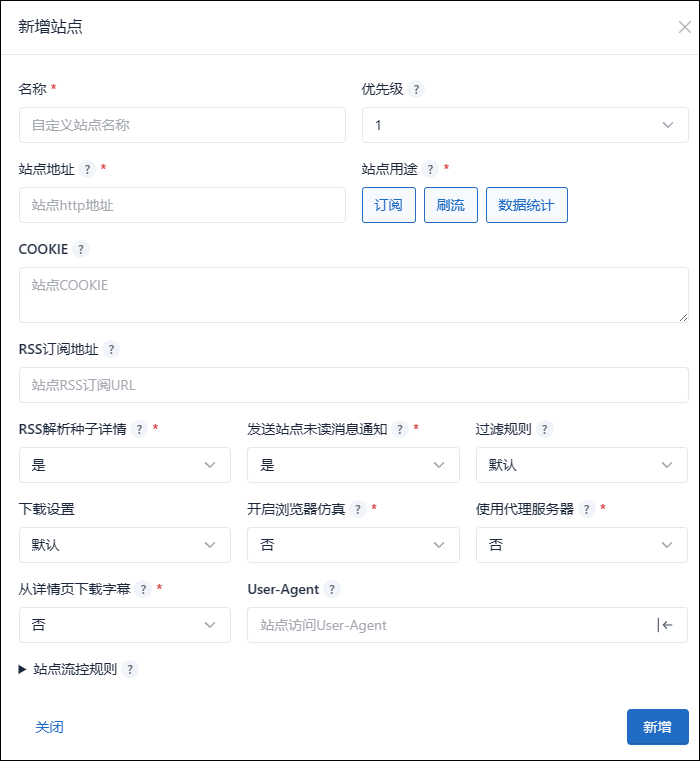 新增站点
名称 * 优先级 ?
自定义站点名称 1
站点地址 ? * 站点用途 ? *
站点http地址 订阅 刷流 数据统计
COOKIE ?
站点COOKIE
RSS订阅地址 ?
站点RSS订阅URL
RSS解析种子详情 ? * 发送站点未读消息通知 ? * 过滤规则 ?
是 是 默认
下载设置 开启浏览器仿真 ? * 使用代理服务器 ? *
默认 否 否
从详情页下载字幕 ? * User-Agent ?
否 站点访问User-Agent
站点流控规则 ?
关闭 新增